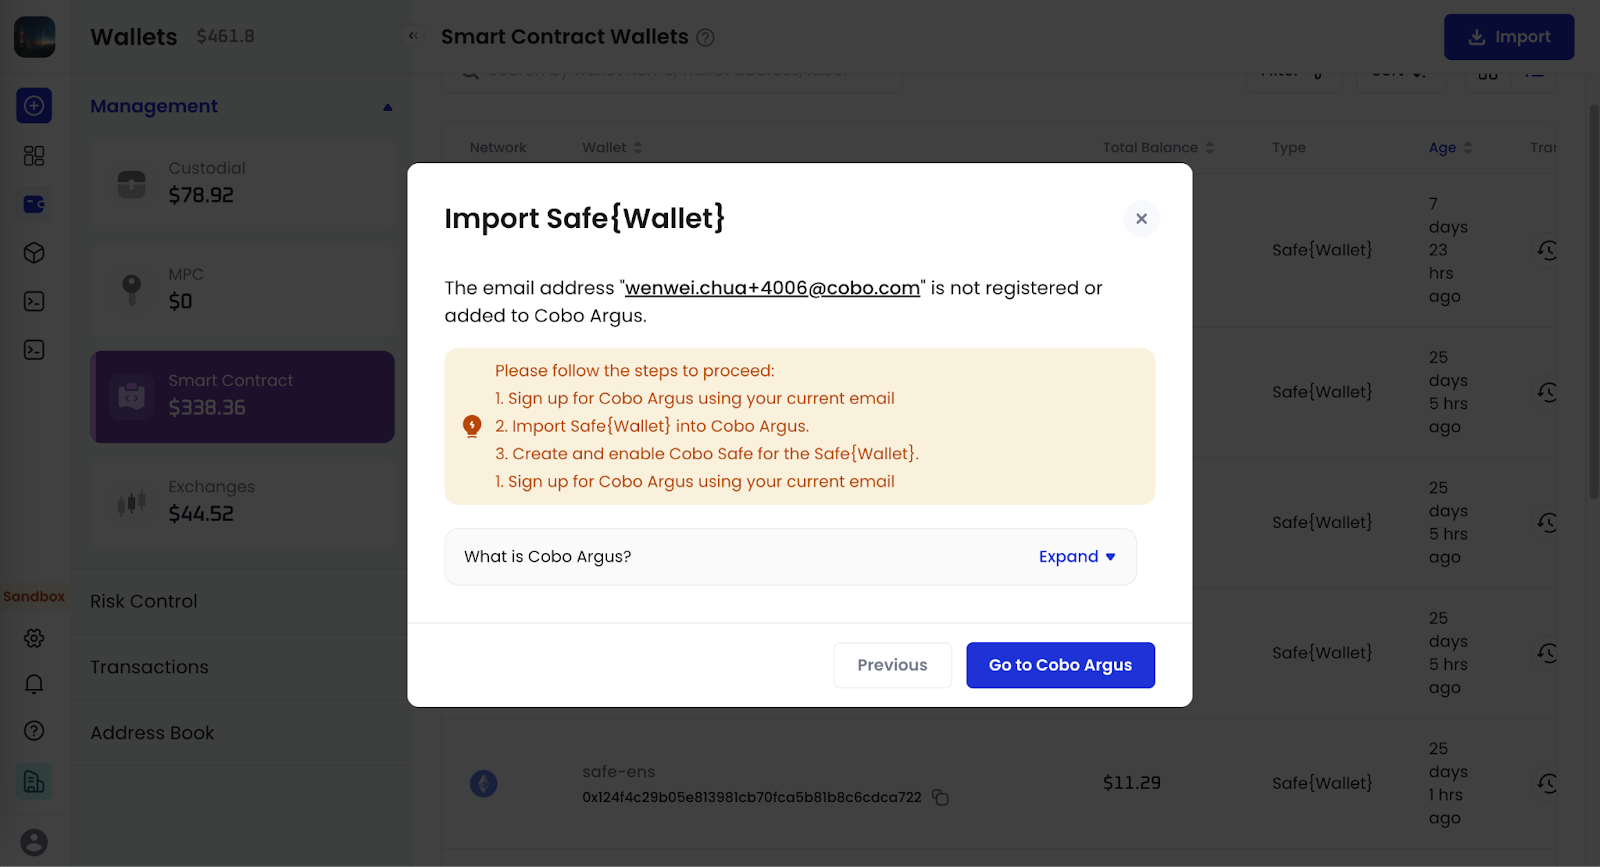 Wallets $461.8
«
Smart Contract Wallets
Import
Management
Network
Wallet
Total Balance
Type
Age
Custodial
$78.92
MPC
$0
Smart Contract
$338.36
Exchanges
$44.52
Sandbox
Risk Control
Transactions
Address Book
Import Safe{Wallet}
The email address "wenwei.chua+4006@cobo.com" is not registered or
added to Cobo Argus.
Please follow the steps to proceed:
1. Sign up for Cobo Argus using your current email
2. Import Safe{Wallet} into Cobo Argus.
3. Create and enable Cobo Safe for the Safe{Wallet}.
1. Sign up for Cobo Argus using your current email
What is Cobo Argus?
Expand
Previous
Go to Cobo Argus
Safe{Wallet}
7
days
23
hrs
ago
Safe{Wallet}
25
days
5 hrs
ago
Safe{Wallet}
25
days
5 hrs
ago
Safe{Wallet}
25
days
5 hrs
ago
safe-ens
0x124f4c29b05e813981cb70fca5b81b8c6cdca722
$11.29
Safe{Wallet}
25
days
1 hrs
ago